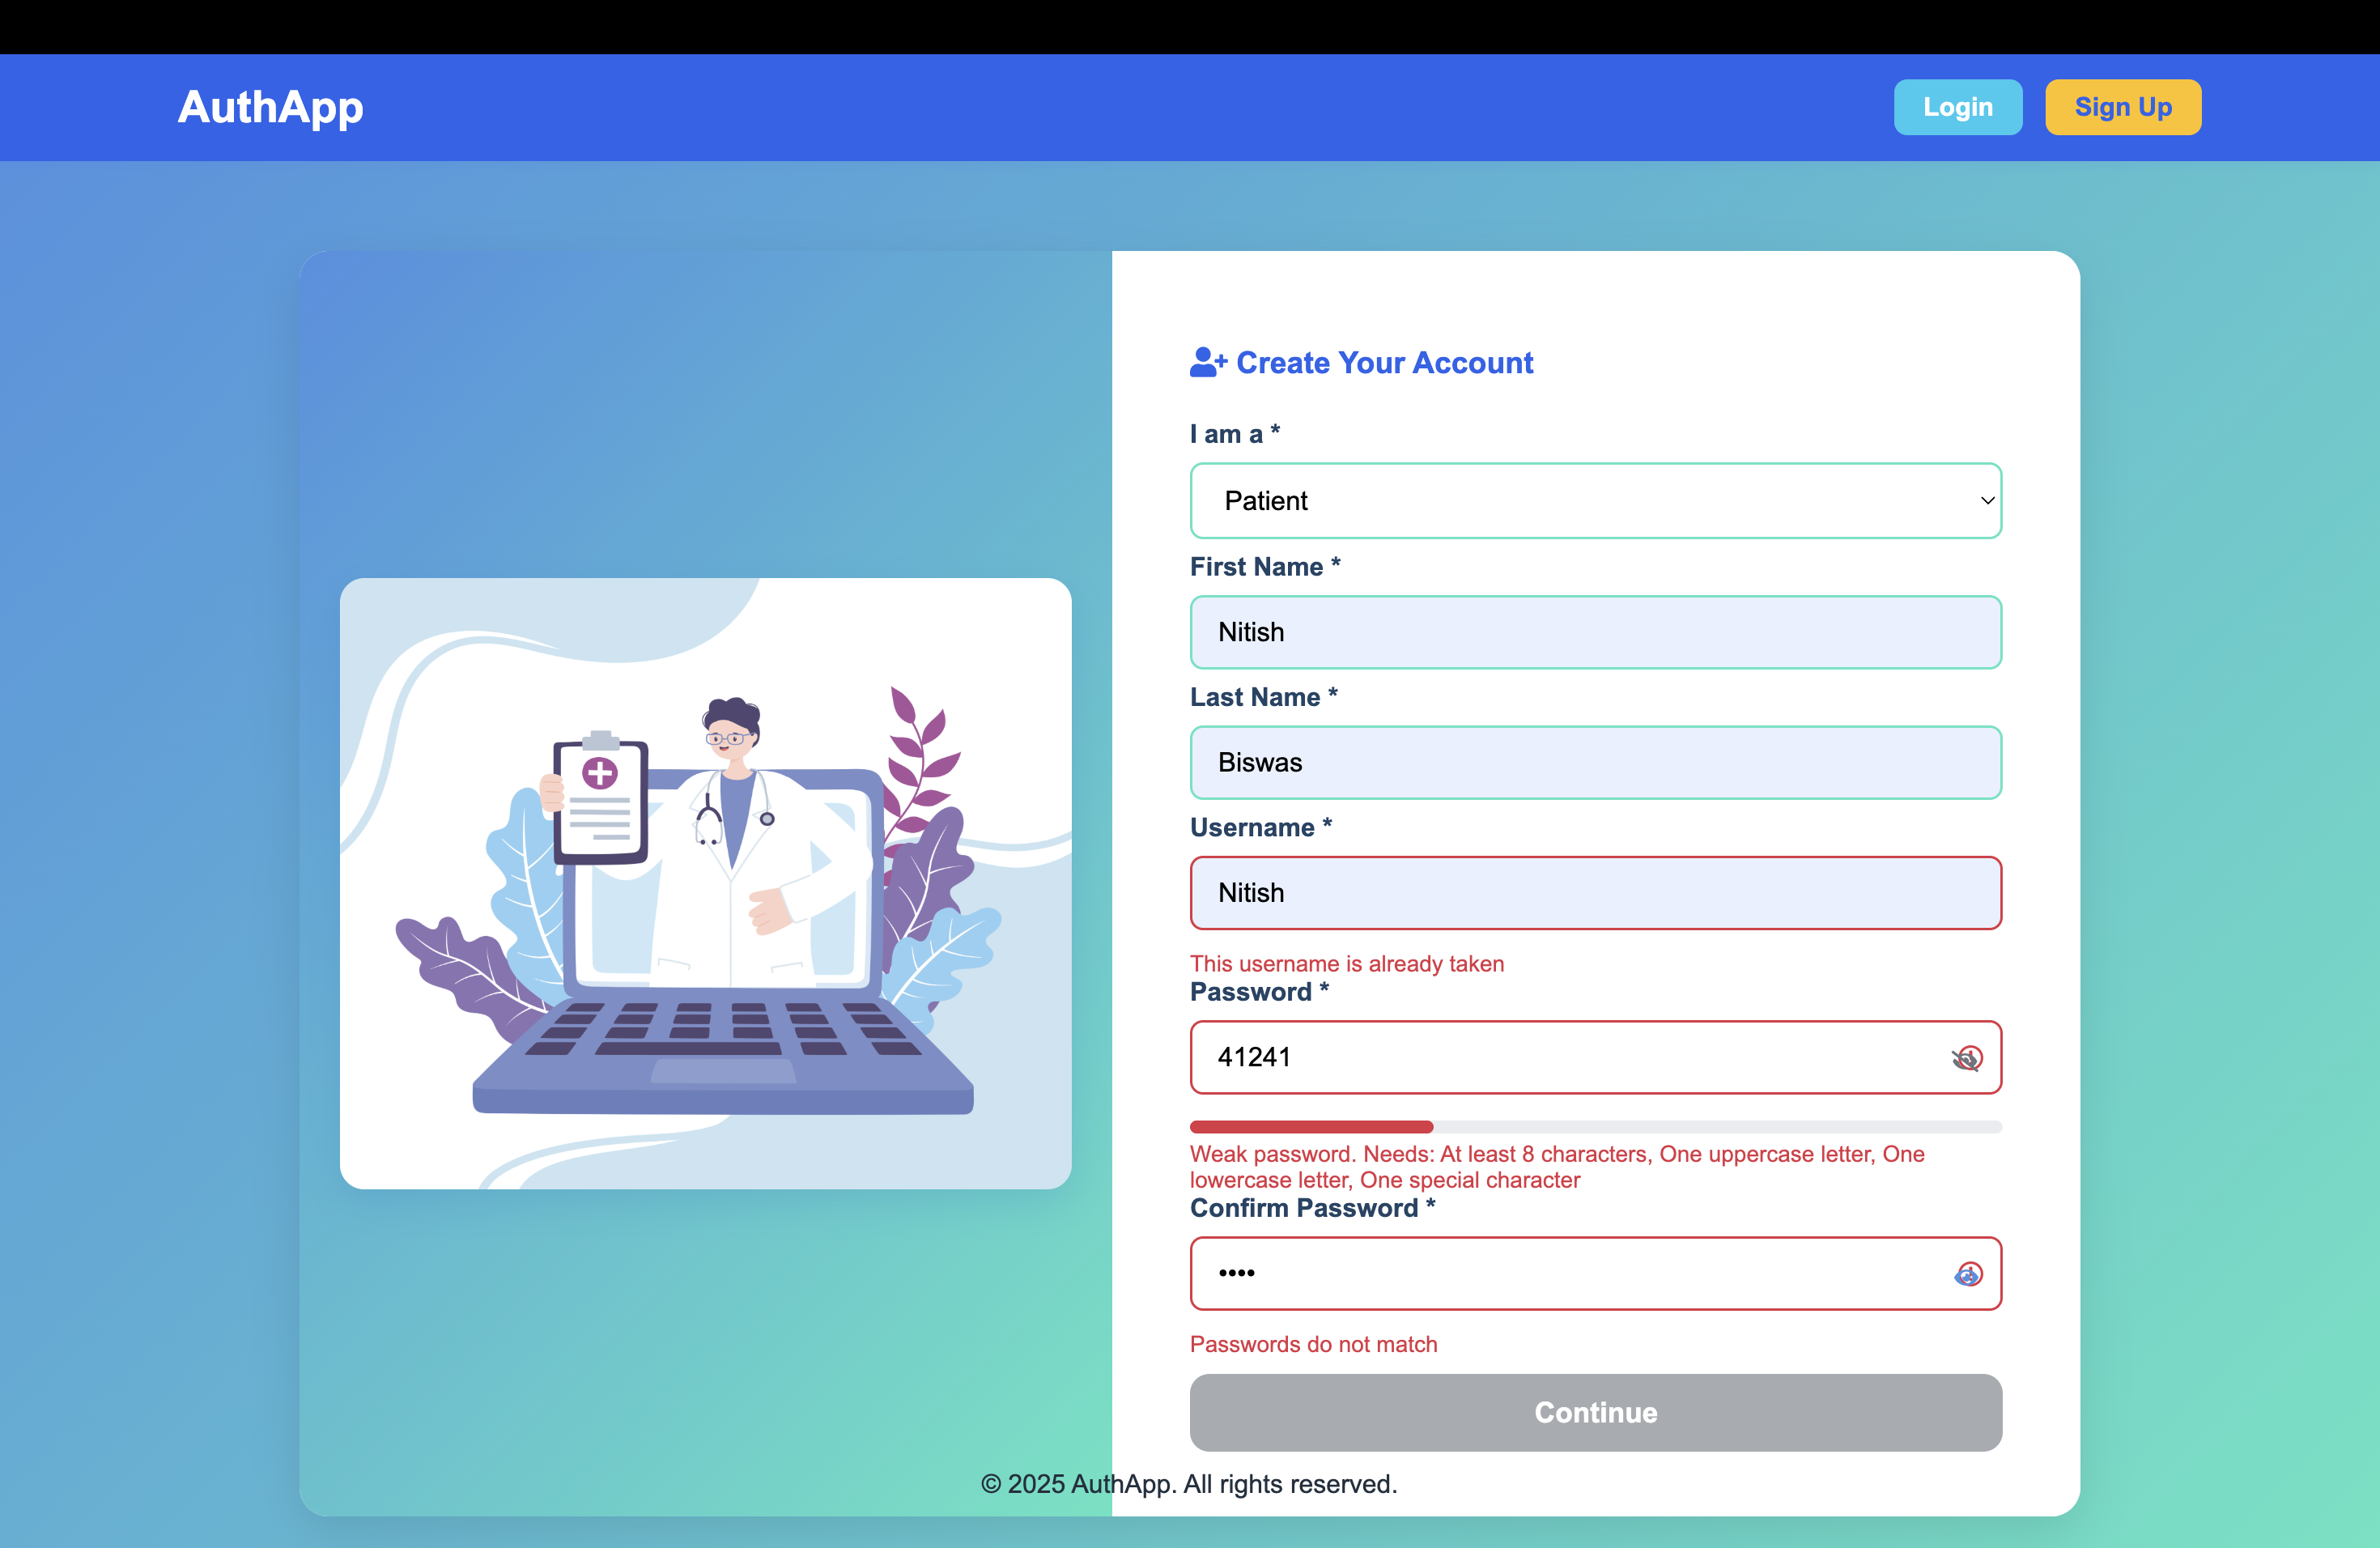 AuthApp
Login
Sign Up
Create Your Account
I am a *
Patient
First Name *
Nitish
Last Name *
Biswas
Username *
Nitish
This username is already taken
Password *
41241
Weak password. Needs: At least 8 characters, One uppercase letter, One
lowercase letter, One special character
Confirm Password *
••••
Passwords do not match
Continue
© 2025 AuthApp. All rights reserved.